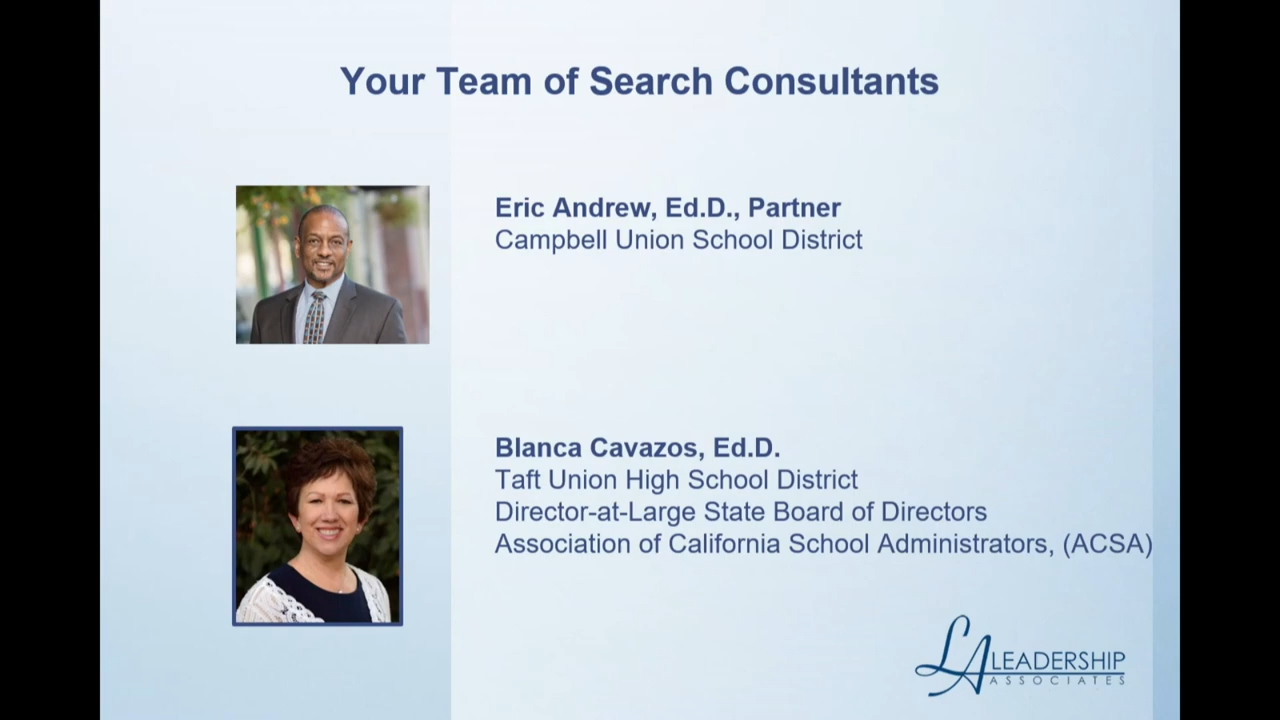 Your Team of Search Consultants
Eric Andrew, Ed.D., Partner
Campbell Union School District
Blanca Cavazos, Ed.D.
Taft Union High School District
Director-at-Large State Board of Directors
Association of California School Administrators, (ACSA)
LA LEADERSHIP
ASSOCIATES